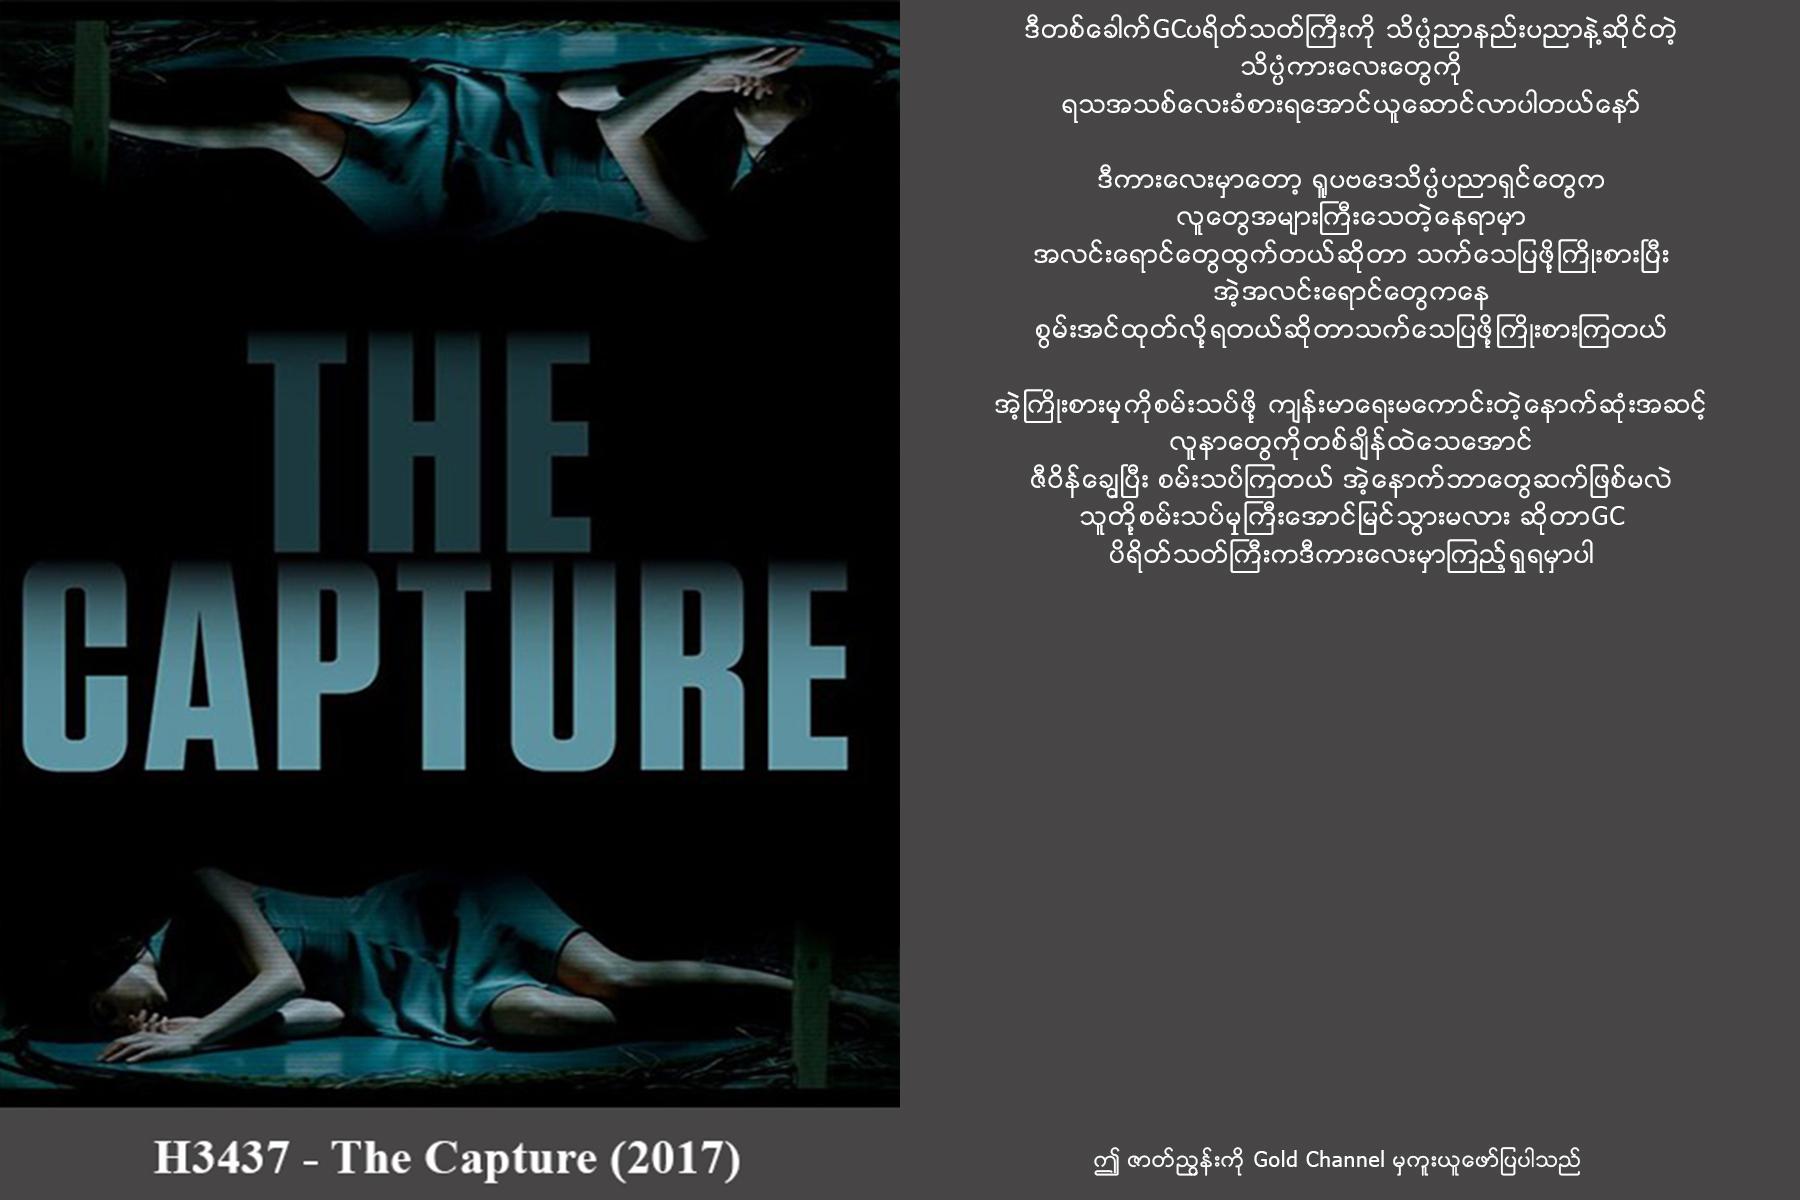 THE
CAPTURE
H3437 - The Capture (2017)
ဒီတစ်ခေါက်GCပရိတ်သတ်ကြီးကို သိပ္ပံညာနည်းပညာနဲ့ဆိုင်တဲ့
သိပ္ပံကားလေးတွေကို
ရသအသစ်လေးခံစားရအောင်ယူဆောင်လာပါတယ်နော်
ဒီကားလေးမှာတော့ ရူပဗဒေသိပ္ပံပညာရှင်တွေက
လူတွေအများကြီးသေတဲ့နေရာမှာ
အလင်းရောင်တွေထွက်တယ်ဆိုတာ သက်သေပြဖို့ကြိုးစားပြီး
အဲ့အလင်းရောင်တွေကနေ
စွမ်းအင်ထုတ်လို့ရတယ်ဆိုတာသက်သေပြဖို့ကြိုးစားကြတယ်
အဲ့ကြိုးစားမှုကိုစမ်းသပ်ဖို့ ကျန်းမာရေးမကောင်းတဲ့နောက်ဆုံးအဆင့်
လူနာတွေကိုတစ်ချိန်ထဲသေအောင်
ဇီဝိန်ချွေပြီး စမ်းသပ်ကြတယ် အဲ့နောက်ဘာတွေဆက်ဖြစ်မလဲ
သူတို့စမ်းသပ်မှုကြီးအောင်မြင်သွားမလား ဆိုတာGC
ပိရိတ်သတ်ကြီးကဒီကားလေးမှာကြည့်ရှုရမှာပါ
ဤ ဇာတ်ညွှန်းကို Gold Channel မှကူးယူဖော်ပြပါသည်